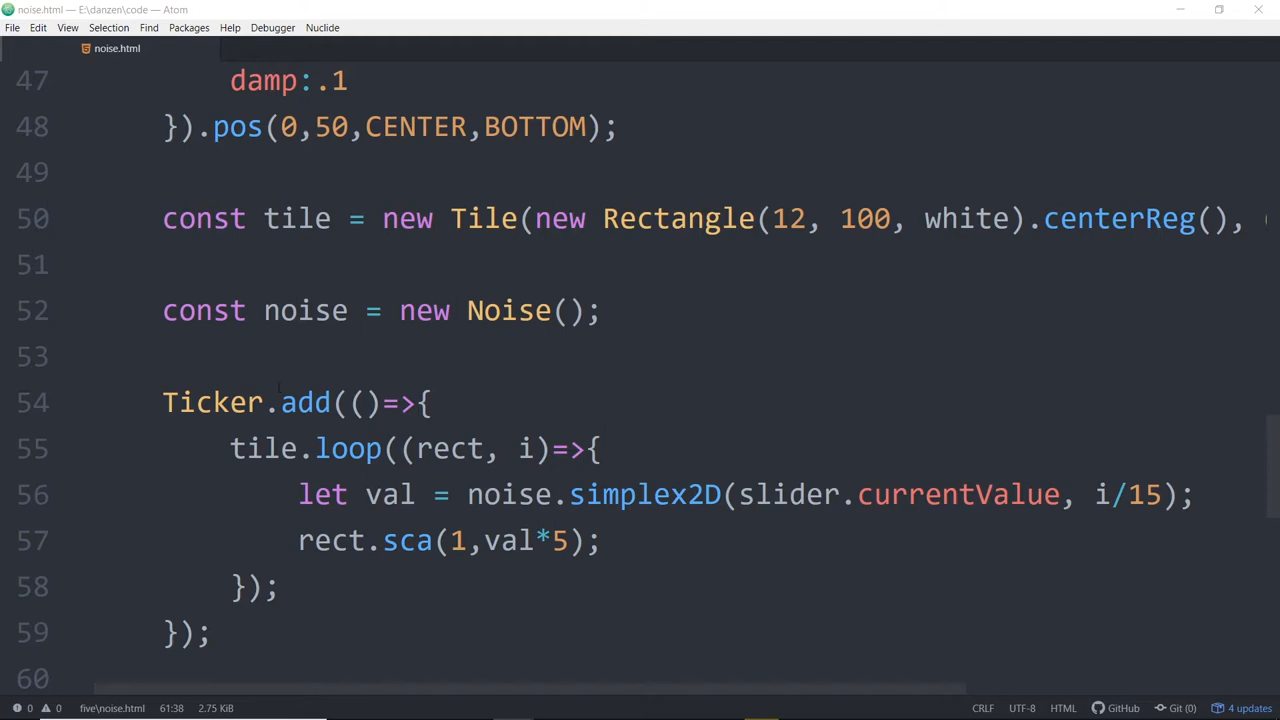 noise.html — E:\danzen\code — Atom
File Edit View Selection Find Packages Help Debugger Nuclide
noise.html
47 damp:.1
48 }).pos(0,50,CENTER,BOTTOM);
49
50 const tile = new Tile(new Rectangle(12, 100, white).centerReg(),
51
52 const noise = new Noise();
53
54 Ticker.add(()=>{
55 tile.loop((rect, i)=>{
56 let val = noise.simplex2D(slider.currentValue, i/15);
57 rect.sca(1,val*5);
58 });
59 });
60
0 0 five\noise.html 61:38 2.75 KiB CRLF UTF-8 HTML GitHub Git (0) 4 updates